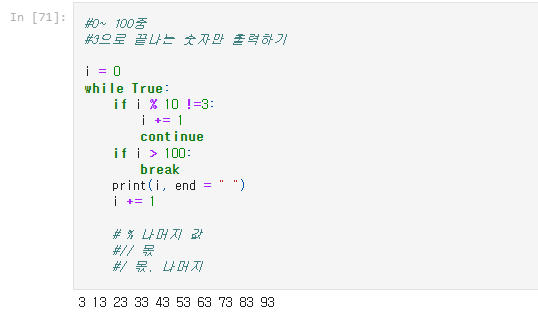 In [71]:
#0~ 100중
#3으로 끝나는 숫자만 출력하기
i = 0
while True:
if i % 10 !=3:
i += 1
continue
if i > 100:
break
print(i, end = " ")
i += 1
# % 나머지 값
#// 몫
#/ 몫, 나머지
3 13 23 33 43 53 63 73 83 93